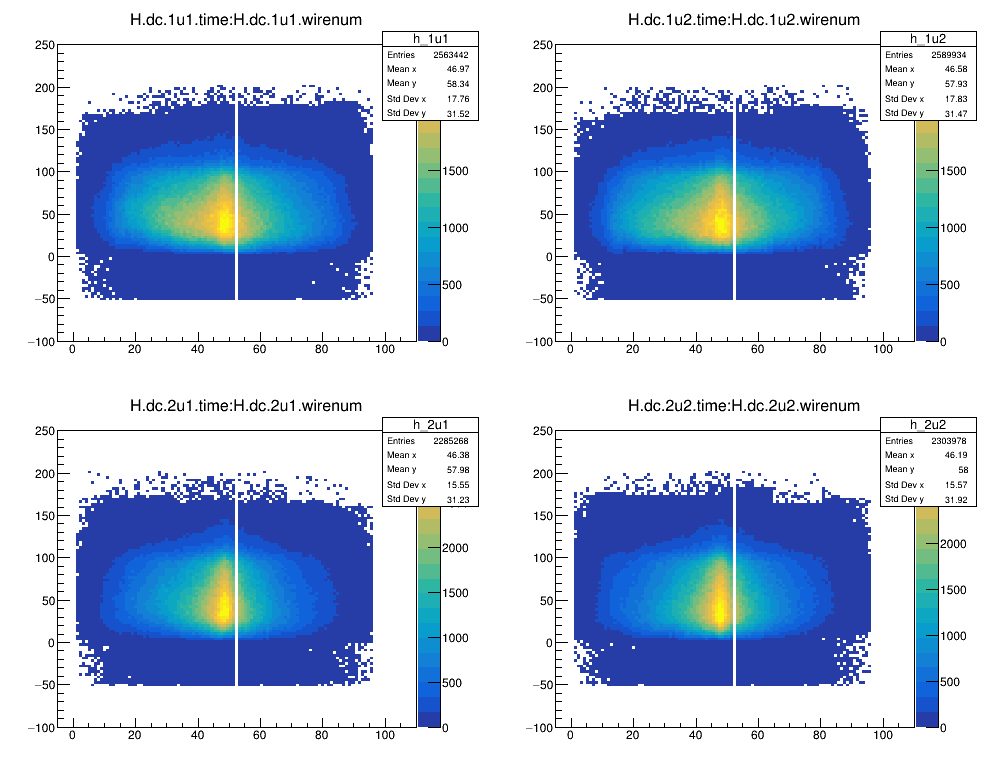 H.dc.1u1.time:H.dc.1u1.wirenum
h_1u1
Entries 2563442
Mean x 46.97
Mean y 58.34
Std Dev x 17.76
Std Dev y 31.52
250
200
150
100
50
0
−50
−100
0 20 40 60 80 100
1500
1000
500
0
H.dc.1u2.time:H.dc.1u2.wirenum
h_1u2
Entries 2589934
Mean x 46.58
Mean y 57.93
Std Dev x 17.83
Std Dev y 31.47
250
200
150
100
50
0
−50
−100
0 20 40 60 80 100
1500
1000
500
0
H.dc.2u1.time:H.dc.2u1.wirenum
h_2u1
Entries 2285268
Mean x 46.38
Mean y 57.98
Std Dev x 15.55
Std Dev y 31.23
250
200
150
100
50
0
−50
−100
0 20 40 60 80 100
2000
1500
1000
500
0
H.dc.2u2.time:H.dc.2u2.wirenum
h_2u2
Entries 2303978
Mean x 46.19
Mean y 58
Std Dev x 15.57
Std Dev y 31.92
250
200
150
100
50
0
−50
−100
0 20 40 60 80 100
2000
1500
1000
500
0